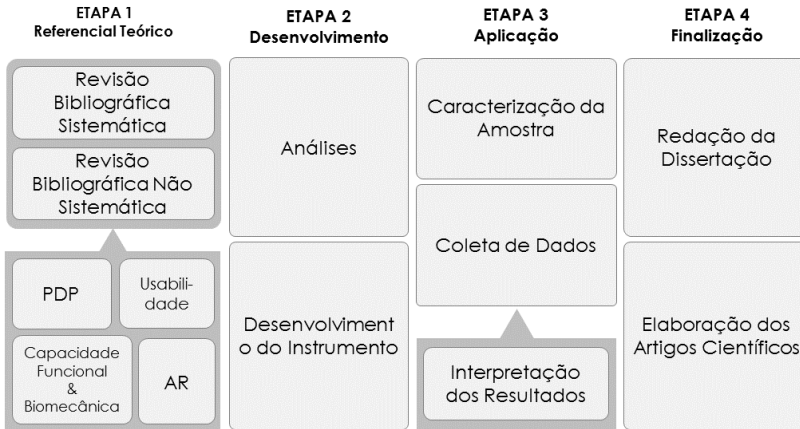 ETAPA 1
Referencial Teórico
Revisão
Bibliográfica
Sistemática
Revisão
Bibliográfica Não
Sistemática
PDP
Usabili-
dade
Capacidade
Funcional
&
Biomecânica
AR
ETAPA 2
Desenvolvimento
Análises
Desenvolviment
o do Instrumento
ETAPA 3
Aplicação
Caracterização da
Amostra
Coleta de Dados
Interpretação
dos Resultados
ETAPA 4
Finalização
Redação da
Dissertação
Elaboração dos
Artigos Científicos